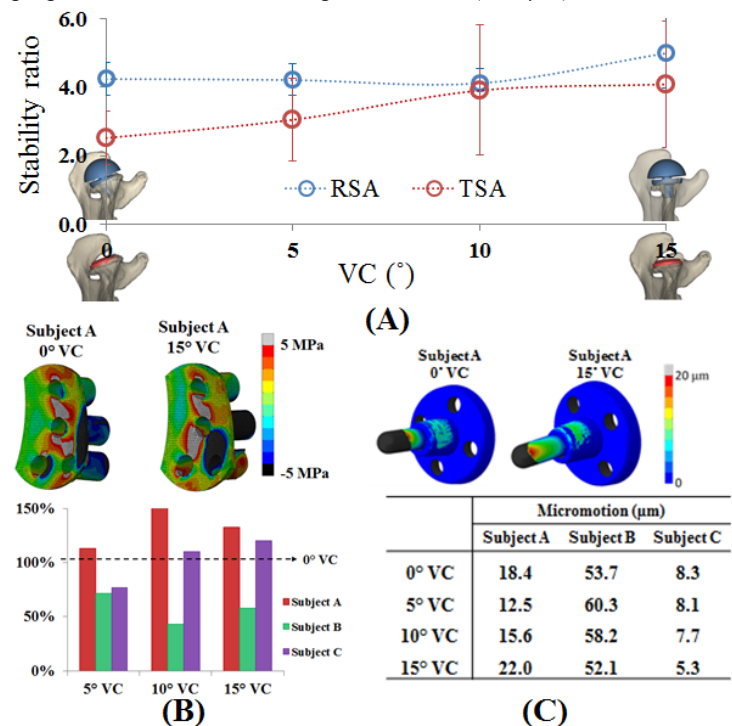 6.0
4.0
2.0
0.0
Stability ratio
RSA
TSA
0
5
10
15
VC (˚)
(A)
Subject A
0° VC
Subject A
15° VC
5 MPa
-5 MPa
150%
100%
50%
0%
0° VC
Subject A
Subject B
Subject C
5° VC
10° VC
15° VC
(B)
Subject A
0˚ VC
Subject A
15˚ VC
20 µm
0
Micromotion (µm)
Subject A Subject B Subject C
0° VC 18.4 53.7 8.3
5° VC 12.5 60.3 8.1
10° VC 15.6 58.2 7.7
15° VC 22.0 52.1 5.3
(C)